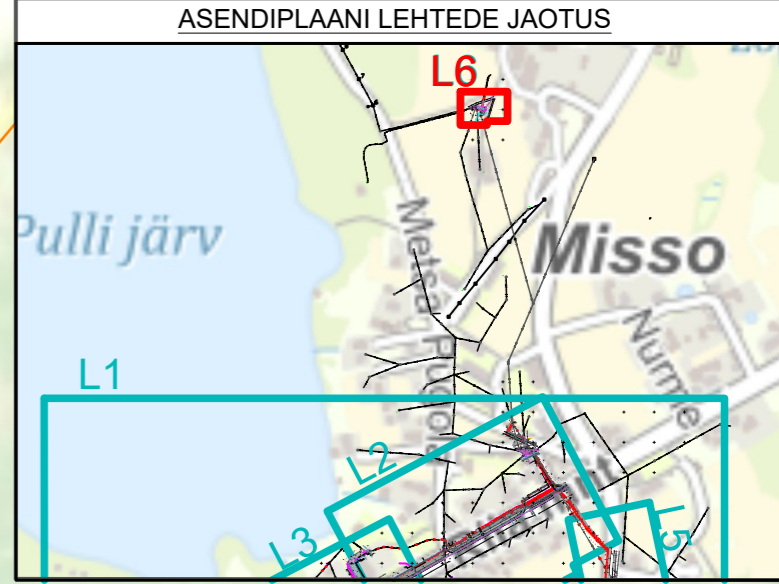 ASENDIPLAANI LEHTEDE JAOTUS
L6
Pulli järv
Metsa
Misso
Nurme
L1
L2
L3
L5